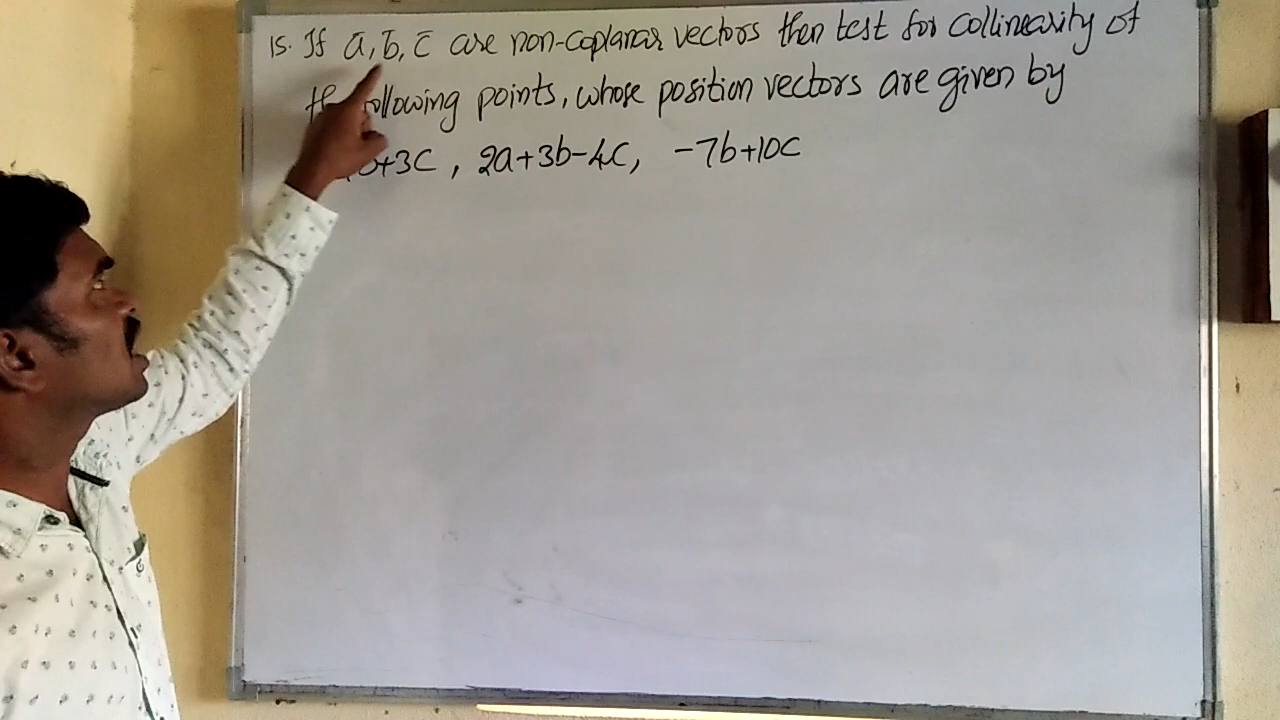 15. If a̅, b̅, c̅ are non-coplanar vectors then test for collinearity of
following points, whose position vectors are given by
b+3c, 2a+3b-4c, -7b+10c